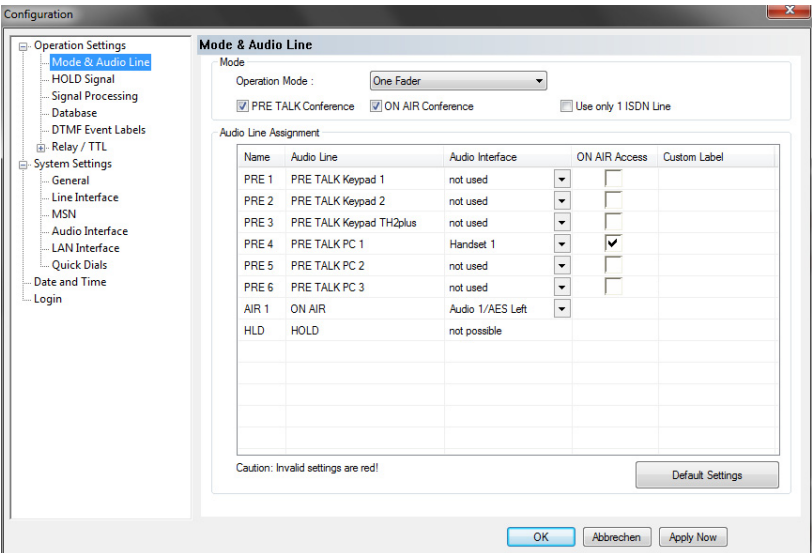 Configuration
Operation Settings
Mode & Audio Line
HOLD Signal
Signal Processing
Database
DTMF Event Labels
Relay / TTL
System Settings
General
Line Interface
MSN
Audio Interface
LAN Interface
Quick Dials
Date and Time
Login
Mode & Audio Line
Mode
Operation Mode : One Fader
PRE TALK Conference ON AIR Conference Use only 1 ISDN Line
Audio Line Assignment
Name Audio Line Audio Interface ON AIR Access Custom Label
PRE 1 PRE TALK Keypad 1 not used
PRE 2 PRE TALK Keypad 2 not used
PRE 3 PRE TALK Keypad TH2plus not used
PRE 4 PRE TALK PC 1 Handset 1
PRE 5 PRE TALK PC 2 not used
PRE 6 PRE TALK PC 3 not used
AIR 1 ON AIR Audio 1/AES Left
HLD HOLD not possible
Caution: Invalid settings are red!
Default Settings
OK Abbrechen Apply Now